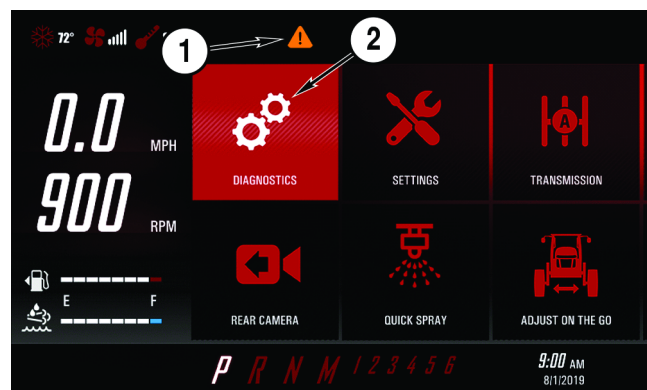 72°
1
2
0.0 MPH
900 RPM
DIAGNOSTICS
SETTINGS
A
TRANSMISSION
E F
REAR CAMERA
QUICK SPRAY
ADJUST ON THE GO
P R N M 1 2 3 4 5 6
9:00 AM
8/1/2019